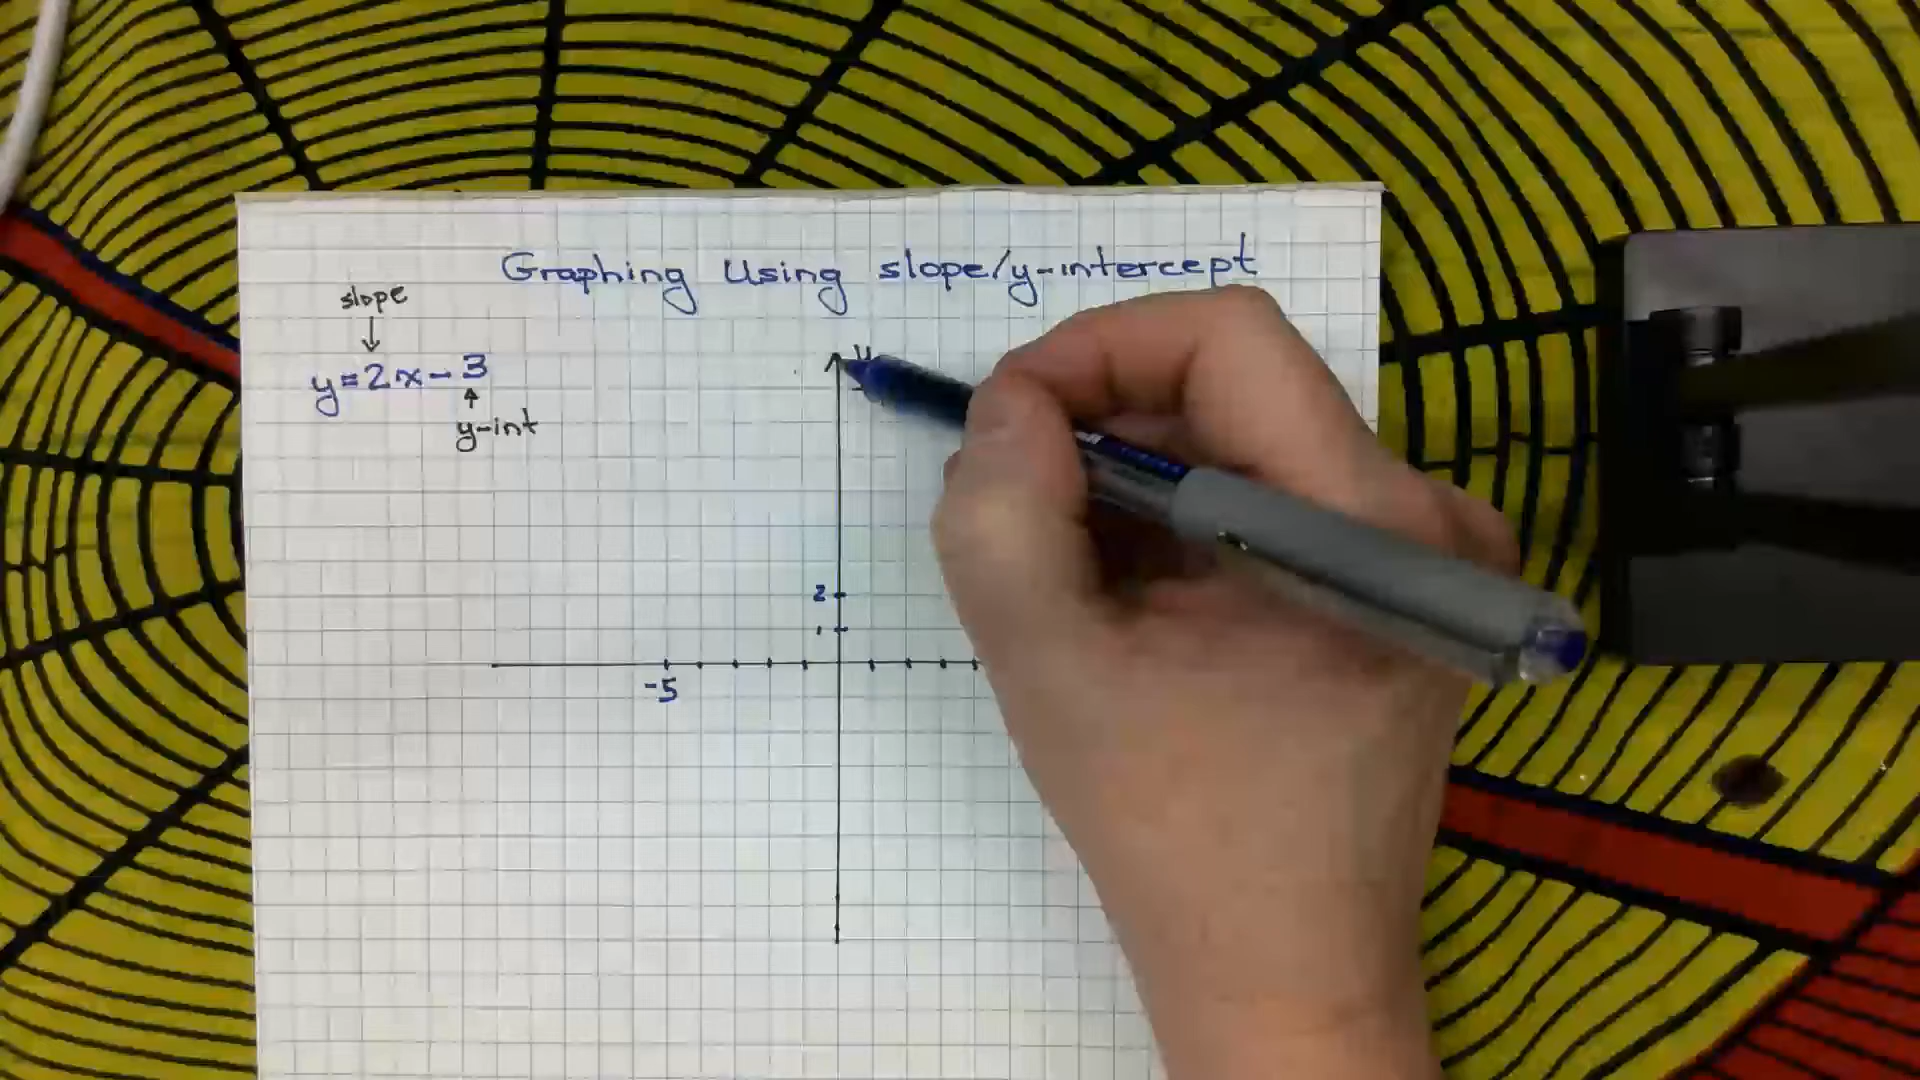 Graphing Using slope/y-intercept
slope
y=2x-3
y-int
y
2
1
-5